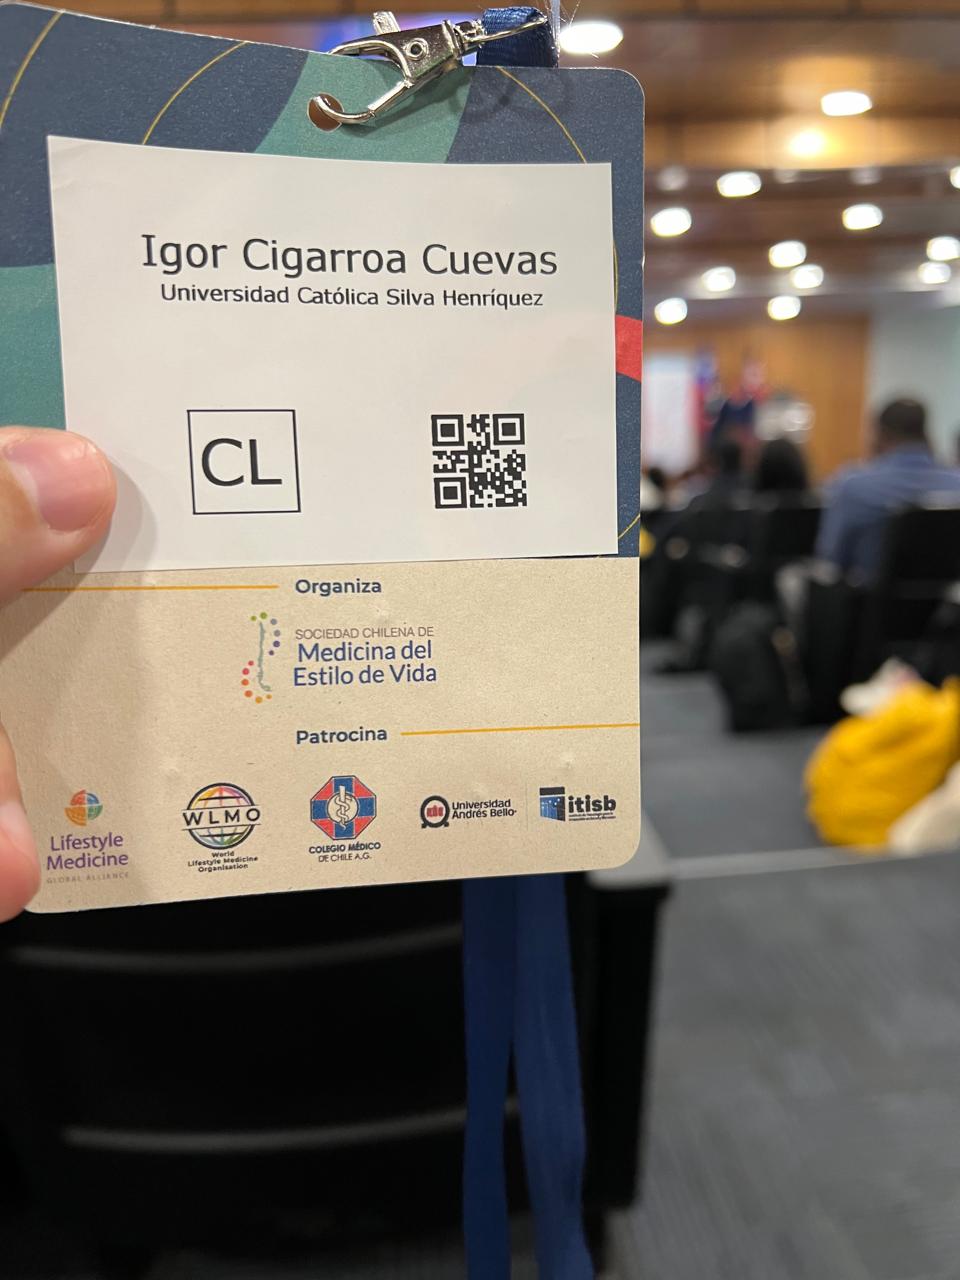 Igor Cigarroa Cuevas
Universidad Católica Silva Henríquez
CL
Organiza
SOCIEDAD CHILENA DE
Medicina del
Estilo de Vida
Patrocina
Lifestyle
Medicine
GLOBAL ALLIANCE
WLMO
World
Lifestyle Medicine
Organisation
COLEGIO MÉDICO
DE CHILE A.G.
Universidad
Andrés Bello
itisb